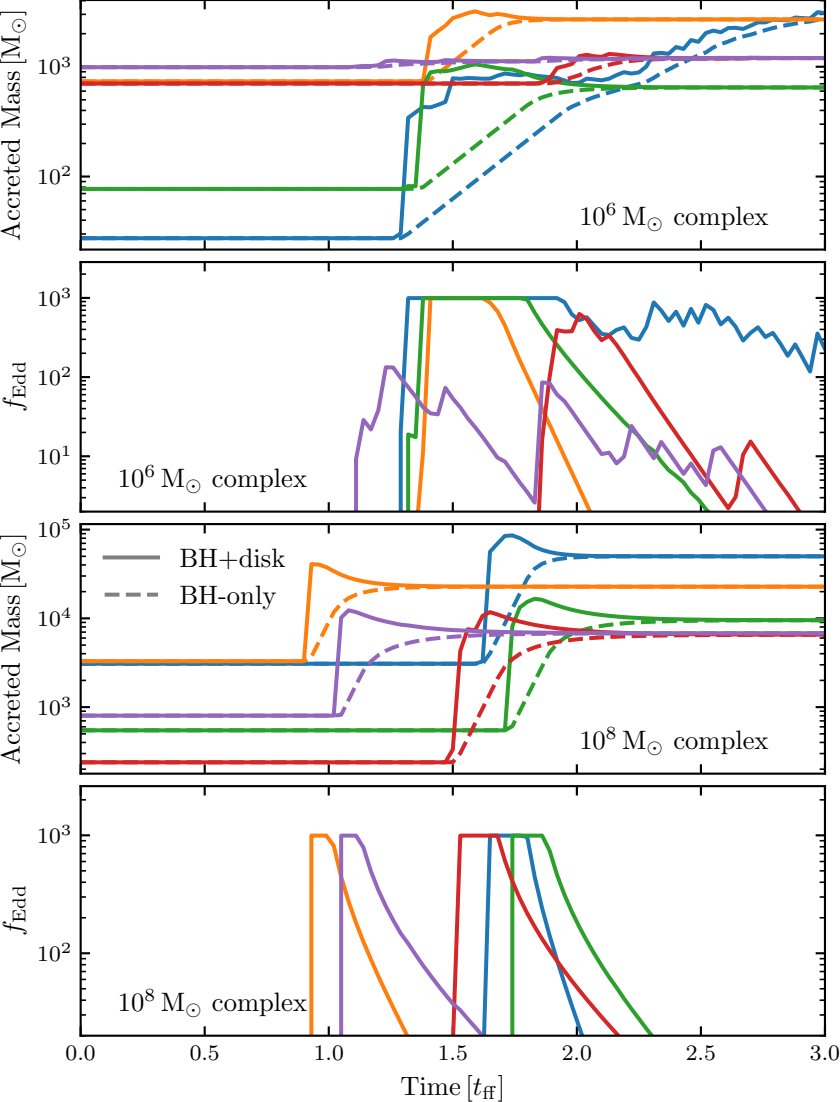 Accreted Mass [M☉]
10³
10²
10⁶ M☉ complex
f_Edd
10³
10²
10¹
10⁶ M☉ complex
Accreted Mass [M☉]
10⁵
10⁴
10³
BH+disk
BH-only
10⁸ M☉ complex
f_Edd
10³
10²
10⁸ M☉ complex
0.0 0.5 1.0 1.5 2.0 2.5 3.0
Time [t_ff]